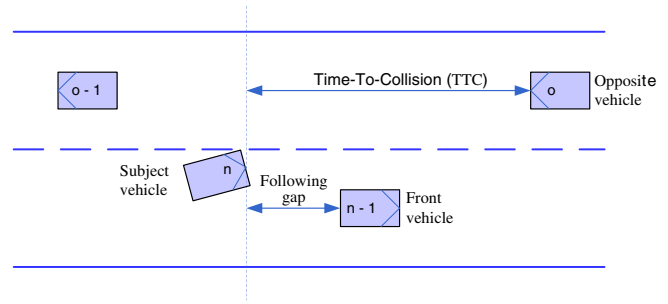 Time-To-Collision (TTC)
o - 1
o
Opposite
vehicle
Subject
vehicle
n
Following
gap
n - 1
Front
vehicle